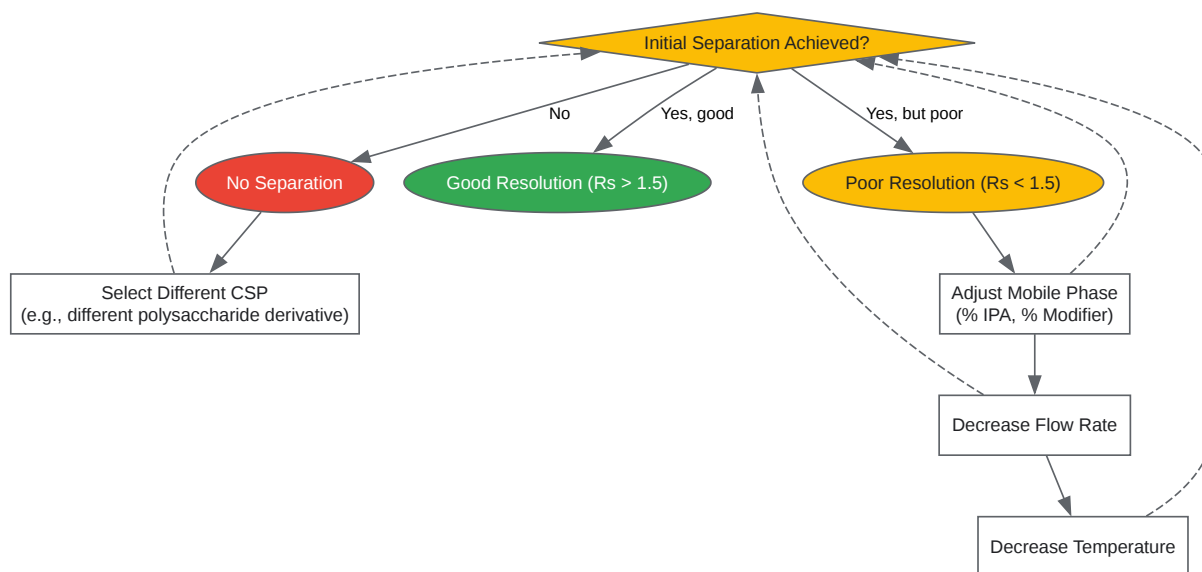 Initial Separation Achieved?
No
Yes, good
Yes, but poor
No Separation
Good Resolution (Rs > 1.5)
Poor Resolution (Rs < 1.5)
Select Different CSP
(e.g., different polysaccharide derivative)
Adjust Mobile Phase
(% IPA, % Modifier)
Decrease Flow Rate
Decrease Temperature